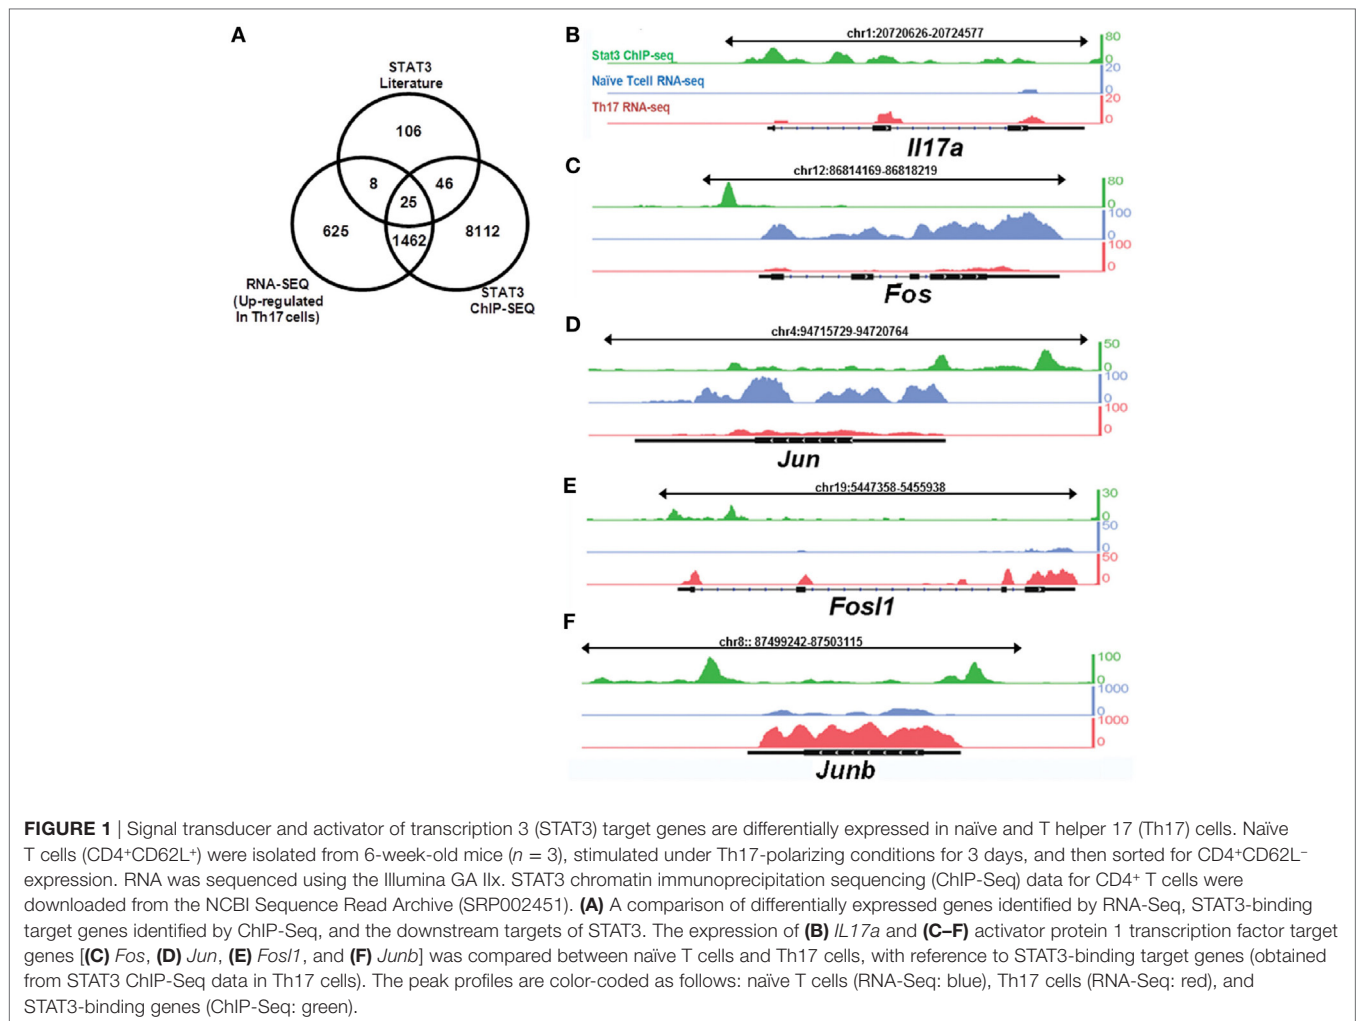 A
STAT3
Literature
106
8
46
25
625
1462
8112
RNA-SEQ
(Up-regulated
In Th17 cells)
STAT3
ChIP-SEQ
B
chr1:20720626-20724577
Stat3 ChIP-seq
80
0
Naïve Tcell RNA-seq
20
0
Th17 RNA-seq
20
0
Il17a
C
chr12:86814169-86818219
80
0
100
0
100
0
Fos
D
chr4:94715729-94720764
50
0
100
0
100
0
Jun
E
chr19:5447358-5455938
30
0
50
0
50
0
Fosl1
F
chr8:: 87499242-87503115
100
0
1000
0
1000
0
Junb
FIGURE 1 | Signal transducer and activator of transcription 3 (STAT3) target genes are differentially expressed in naïve and T helper 17 (Th17) cells. Naïve
T cells (CD4⁺CD62L⁺) were isolated from 6-week-old mice (n = 3), stimulated under Th17-polarizing conditions for 3 days, and then sorted for CD4⁺CD62L⁻
expression. RNA was sequenced using the Illumina GA IIx. STAT3 chromatin immunoprecipitation sequencing (ChIP-Seq) data for CD4⁺ T cells were
downloaded from the NCBI Sequence Read Archive (SRP002451). (A) A comparison of differentially expressed genes identified by RNA-Seq, STAT3-binding
target genes identified by ChIP-Seq, and the downstream targets of STAT3. The expression of (B) IL17a and (C–F) activator protein 1 transcription factor target
genes [(C) Fos, (D) Jun, (E) Fosl1, and (F) Junb] was compared between naïve T cells and Th17 cells, with reference to STAT3-binding target genes (obtained
from STAT3 ChIP-Seq data in Th17 cells). The peak profiles are color-coded as follows: naïve T cells (RNA-Seq: blue), Th17 cells (RNA-Seq: red), and
STAT3-binding genes (ChIP-Seq: green).